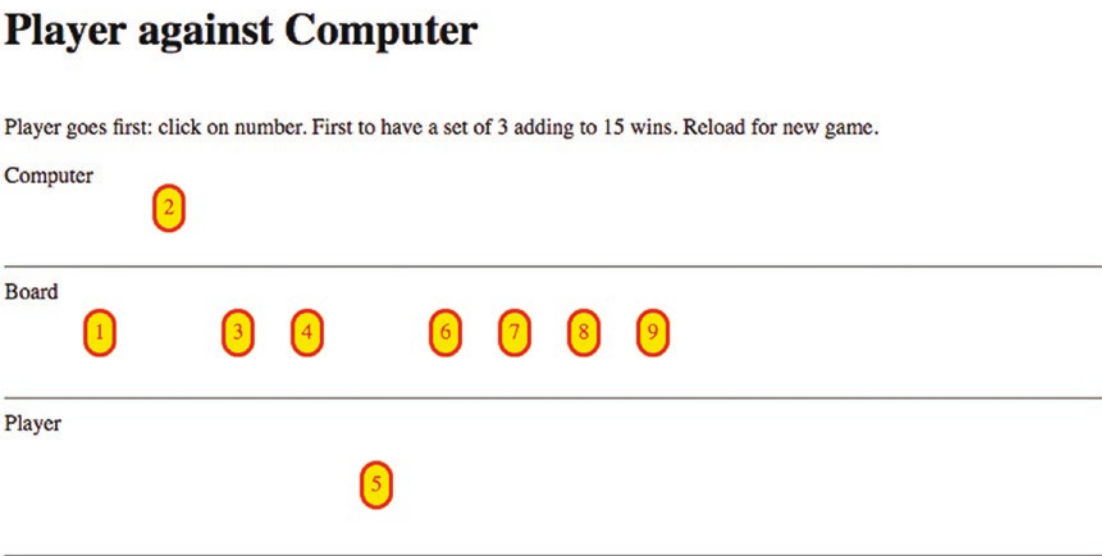 Player against Computer
Player goes first: click on number. First to have a set of 3 adding to 15 wins. Reload for new game.
Computer
2
Board
1 3 4 6 7 8 9
Player
5